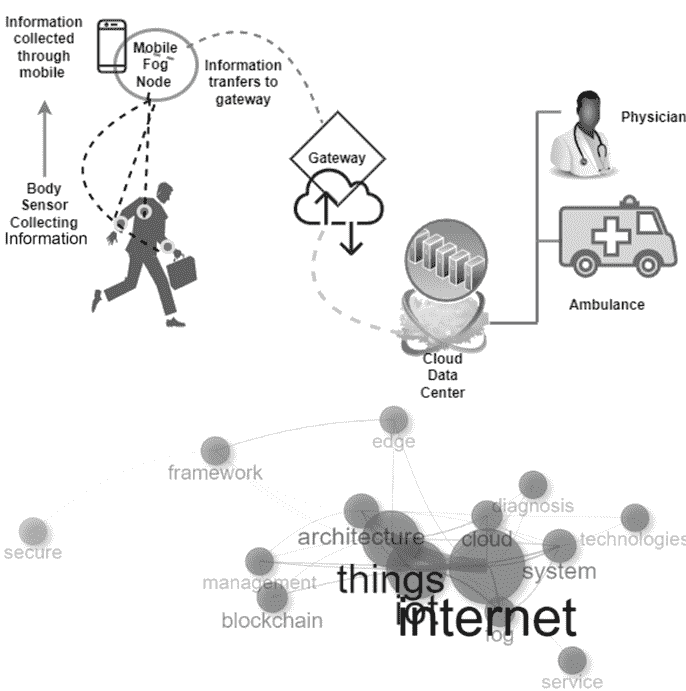 Information
collected
through
mobile
Mobile
Fog
Node
Information
tranfers to
gateway
Body
Sensor
Collecting
Information
Gateway
Physician
Ambulance
Cloud
Data
Center
edge
framework
secure
diagnosis
architecture
cloud
technologies
management
things
system
blockchain
iot
internet
fog
service